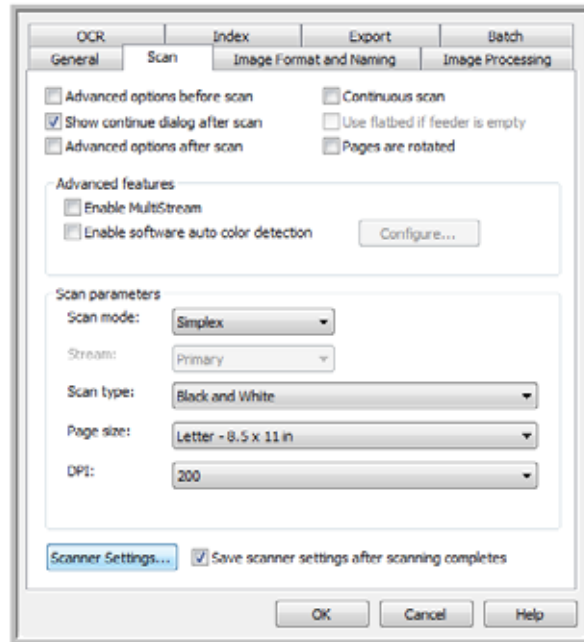 OCR Index Export Batch
General Scan Image Format and Naming Image Processing
Advanced options before scan Continuous scan
Show continue dialog after scan Use flatbed if feeder is empty
Advanced options after scan Pages are rotated
Advanced features
Enable MultiStream
Enable software auto color detection Configure...
Scan parameters
Scan mode: Simplex
Stream: Primary
Scan type: Black and White
Page size: Letter - 8.5 x 11 in
DPI: 200
Scanner Settings... Save scanner settings after scanning completes
OK Cancel Help